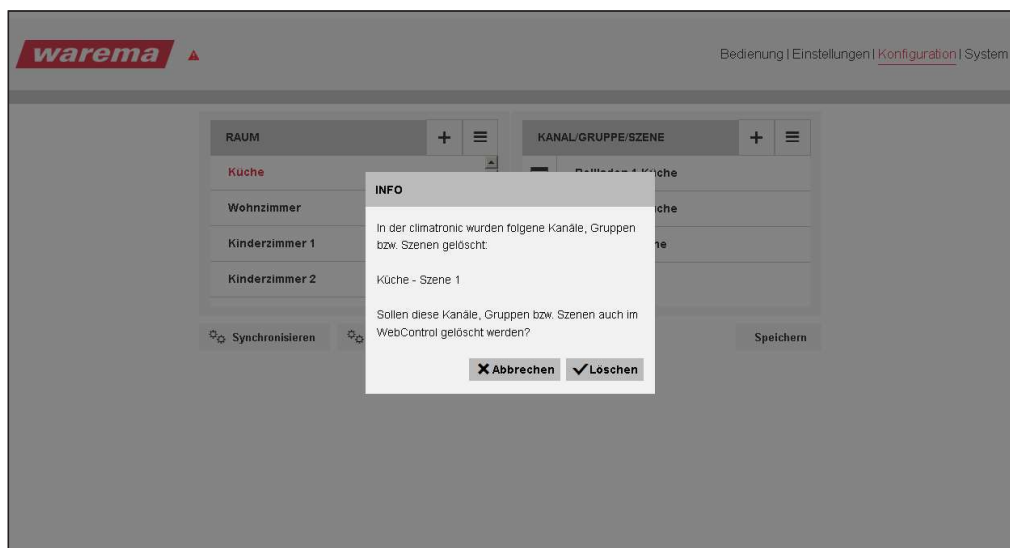 warema
Bedienung | Einstellungen | Konfiguration | System
RAUM
Küche
Wohnzimmer
Kinderzimmer 1
Kinderzimmer 2
KANAL/GRUPPE/SZENE
Küche
INFO
In der climatronic wurden folgene Kanäle, Gruppen
bzw. Szenen gelöscht:
Küche - Szene 1
Sollen diese Kanäle, Gruppen bzw. Szenen auch im
WebControl gelöscht werden?
Abbrechen
Löschen
Synchronisieren
Speichern